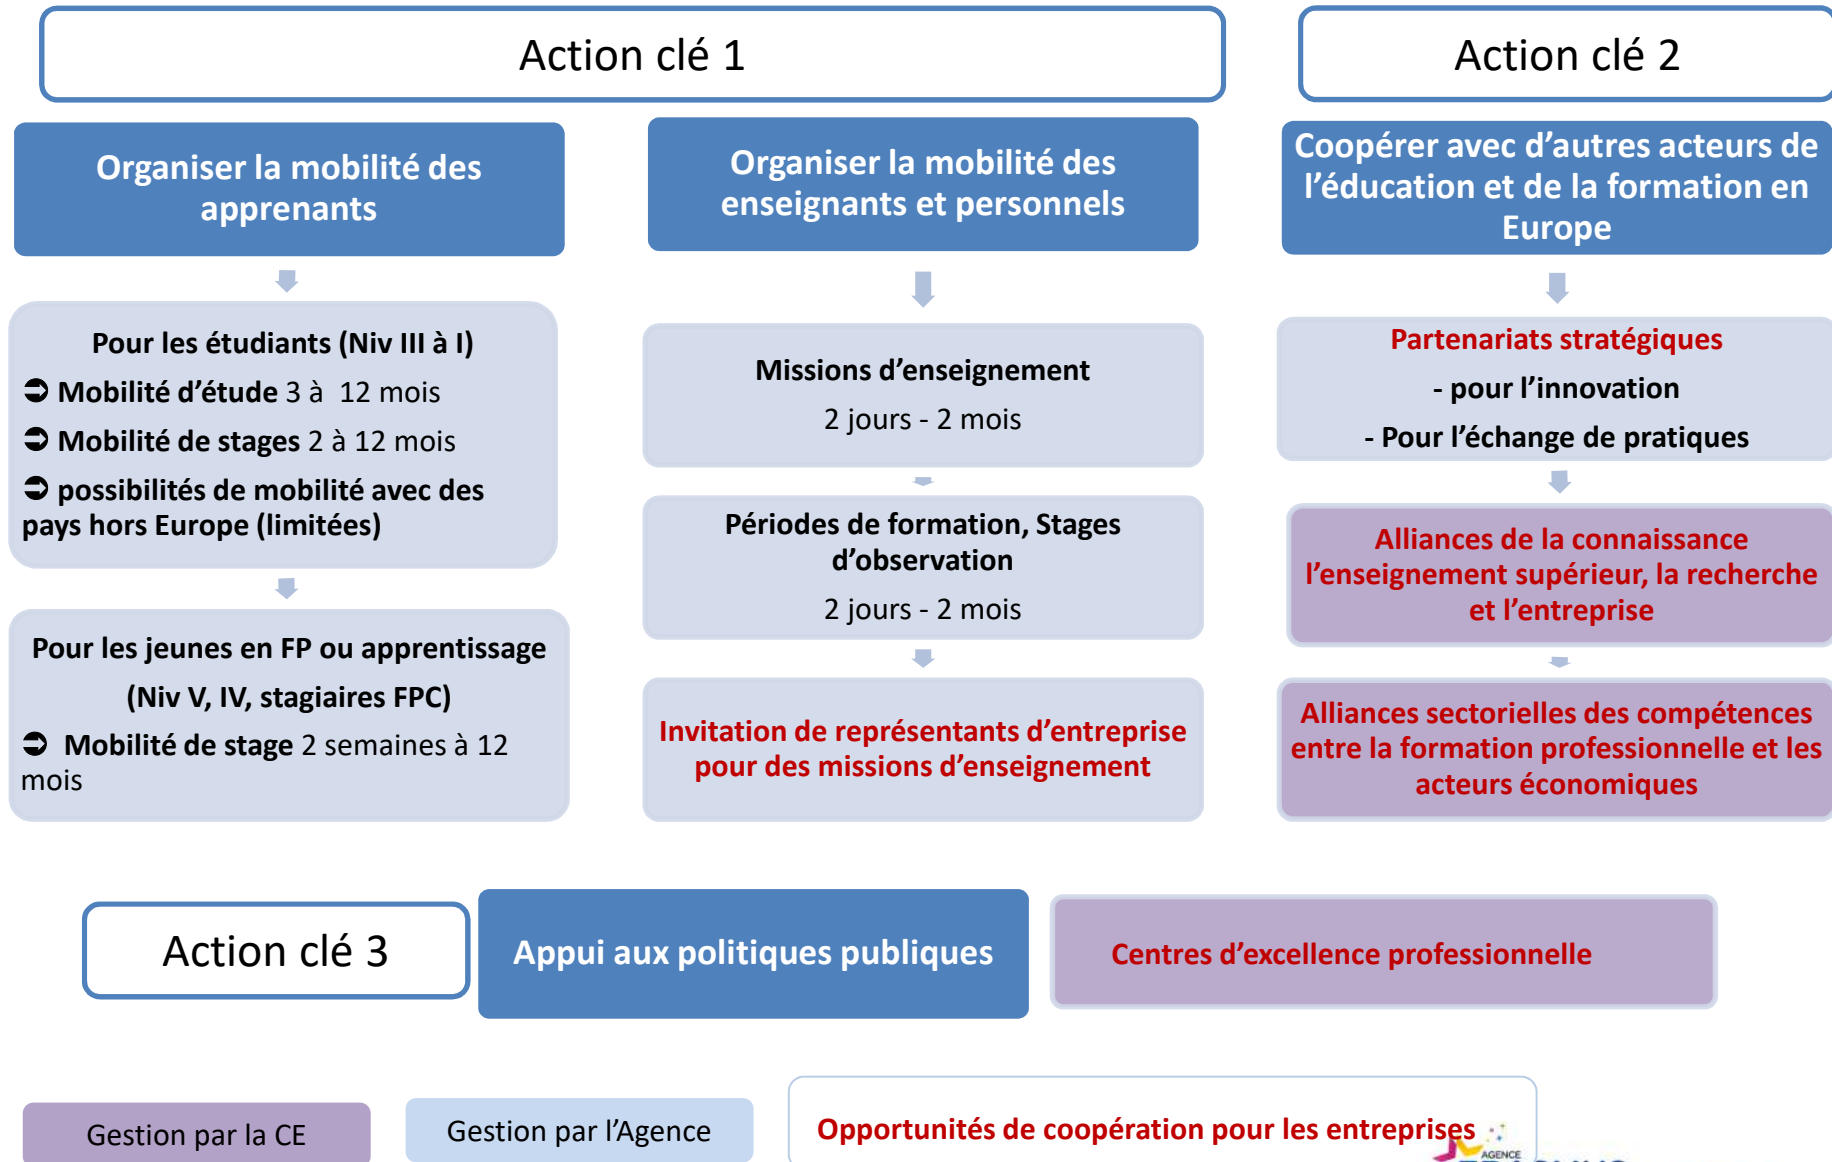 Action clé 1
Action clé 2
Organiser la mobilité des
apprenants
Organiser la mobilité des
enseignants et personnels
Coopérer avec d’autres acteurs de
l’éducation et de la formation en
Europe
Pour les étudiants (Niv III à I)
➲ Mobilité d’étude 3 à 12 mois
➲ Mobilité de stages 2 à 12 mois
➲ possibilités de mobilité avec des
pays hors Europe (limitées)
Pour les jeunes en FP ou apprentissage
(Niv V, IV, stagiaires FPC)
➲ Mobilité de stage 2 semaines à 12
mois
Missions d’enseignement
2 jours - 2 mois
Périodes de formation, Stages
d’observation
2 jours - 2 mois
Invitation de représentants d’entreprise
pour des missions d’enseignement
Partenariats stratégiques
- pour l’innovation
- Pour l’échange de pratiques
Alliances de la connaissance
l’enseignement supérieur, la recherche
et l’entreprise
Alliances sectorielles des compétences
entre la formation professionnelle et les
acteurs économiques
Action clé 3
Appui aux politiques publiques
Centres d’excellence professionnelle
Gestion par la CE
Gestion par l’Agence
Opportunités de coopération pour les entreprises
AGENCE